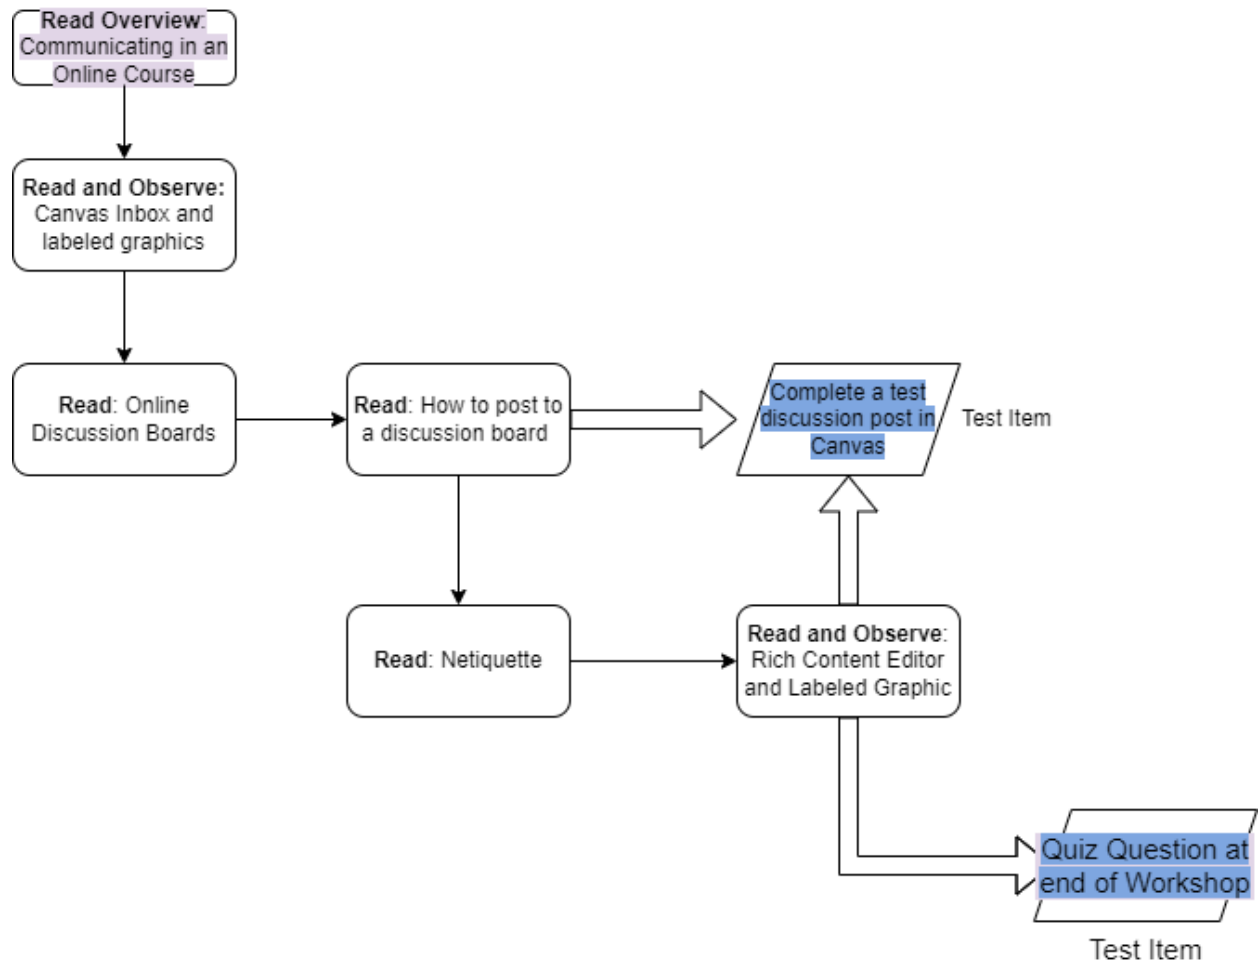 Read Overview:
Communicating in an
Online Course
Read and Observe:
Canvas Inbox and
labeled graphics
Read: Online
Discussion Boards
Read: How to post to
a discussion board
Complete a test
discussion post in
Canvas
Test Item
Read: Netiquette
Read and Observe:
Rich Content Editor
and Labeled Graphic
Quiz Question at
end of Workshop
Test Item